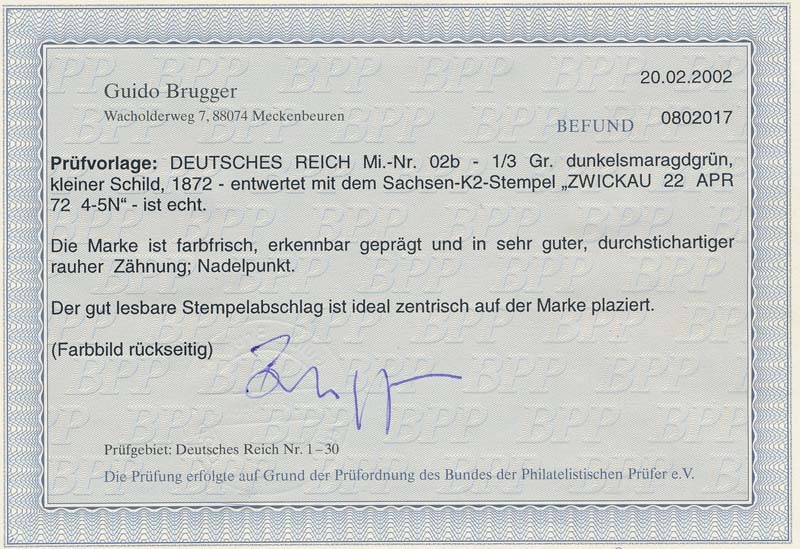 Guido Brugger
20.02.2002
Wacholderweg 7, 88074 Meckenbeuren
BEFUND 0802017
Prüfvorlage: DEUTSCHES REICH Mi.-Nr. 02b - 1/3 Gr. dunkelsmaragdgrün,
kleiner Schild, 1872 - entwertet mit dem Sachsen-K2-Stempel „ZWICKAU 22 APR
72 4-5N“ - ist echt.
Die Marke ist farbfrisch, erkennbar geprägt und in sehr guter, durchstichartiger
rauher Zähnung; Nadelpunkt.
Der gut lesbare Stempelabschlag ist ideal zentrisch auf der Marke plaziert.
(Farbbild rückseitig)
Brugger
Prüfgebiet: Deutsches Reich Nr. 1–30
Die Prüfung erfolgte auf Grund der Prüfordnung des Bundes der Philatelistischen Prüfer e.V.
BPP